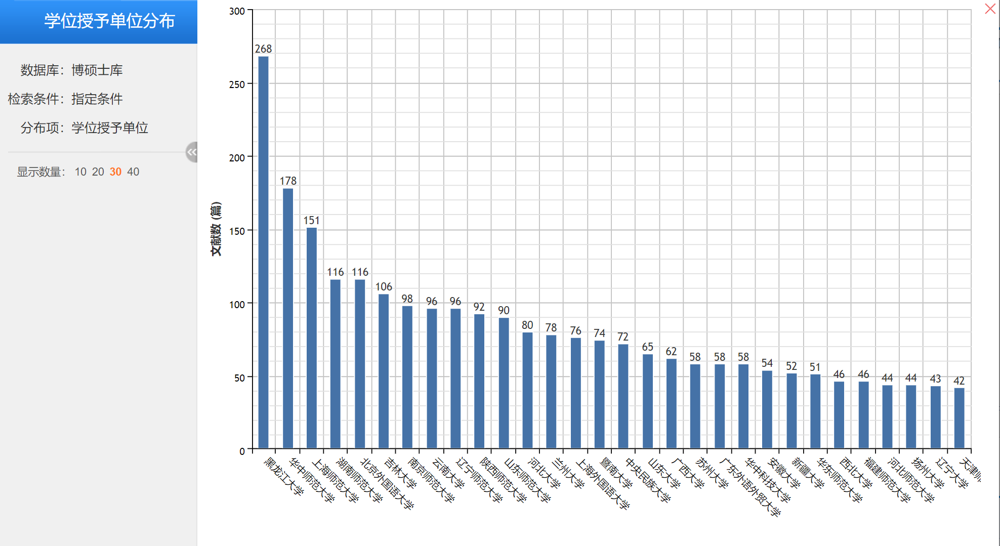 学位授予单位分布
数据库：博硕士库
检索条件：指定条件
分布项：学位授予单位
显示数量： 10 20 30 40
文献数 (篇)
300
250
200
150
100
50
0
268
178
151
116
116
106
98
96
96
92
90
80
78
76
74
72
65
62
58
58
58
54
52
51
46
46
44
44
43
42
黑龙江大学
华中师范大学
上海师范大学
湖南师范大学
北京外国语大学
吉林大学
南京师范大学
云南大学
辽宁师范大学
陕西师范大学
山东师范大学
河北大学
兰州大学
上海外国语大学
暨南大学
中央民族大学
山东大学
广西大学
苏州大学
广东外语外贸大学
华中科技大学
安徽大学
新疆大学
华东师范大学
西北大学
福建师范大学
河北师范大学
扬州大学
辽宁大学
天津